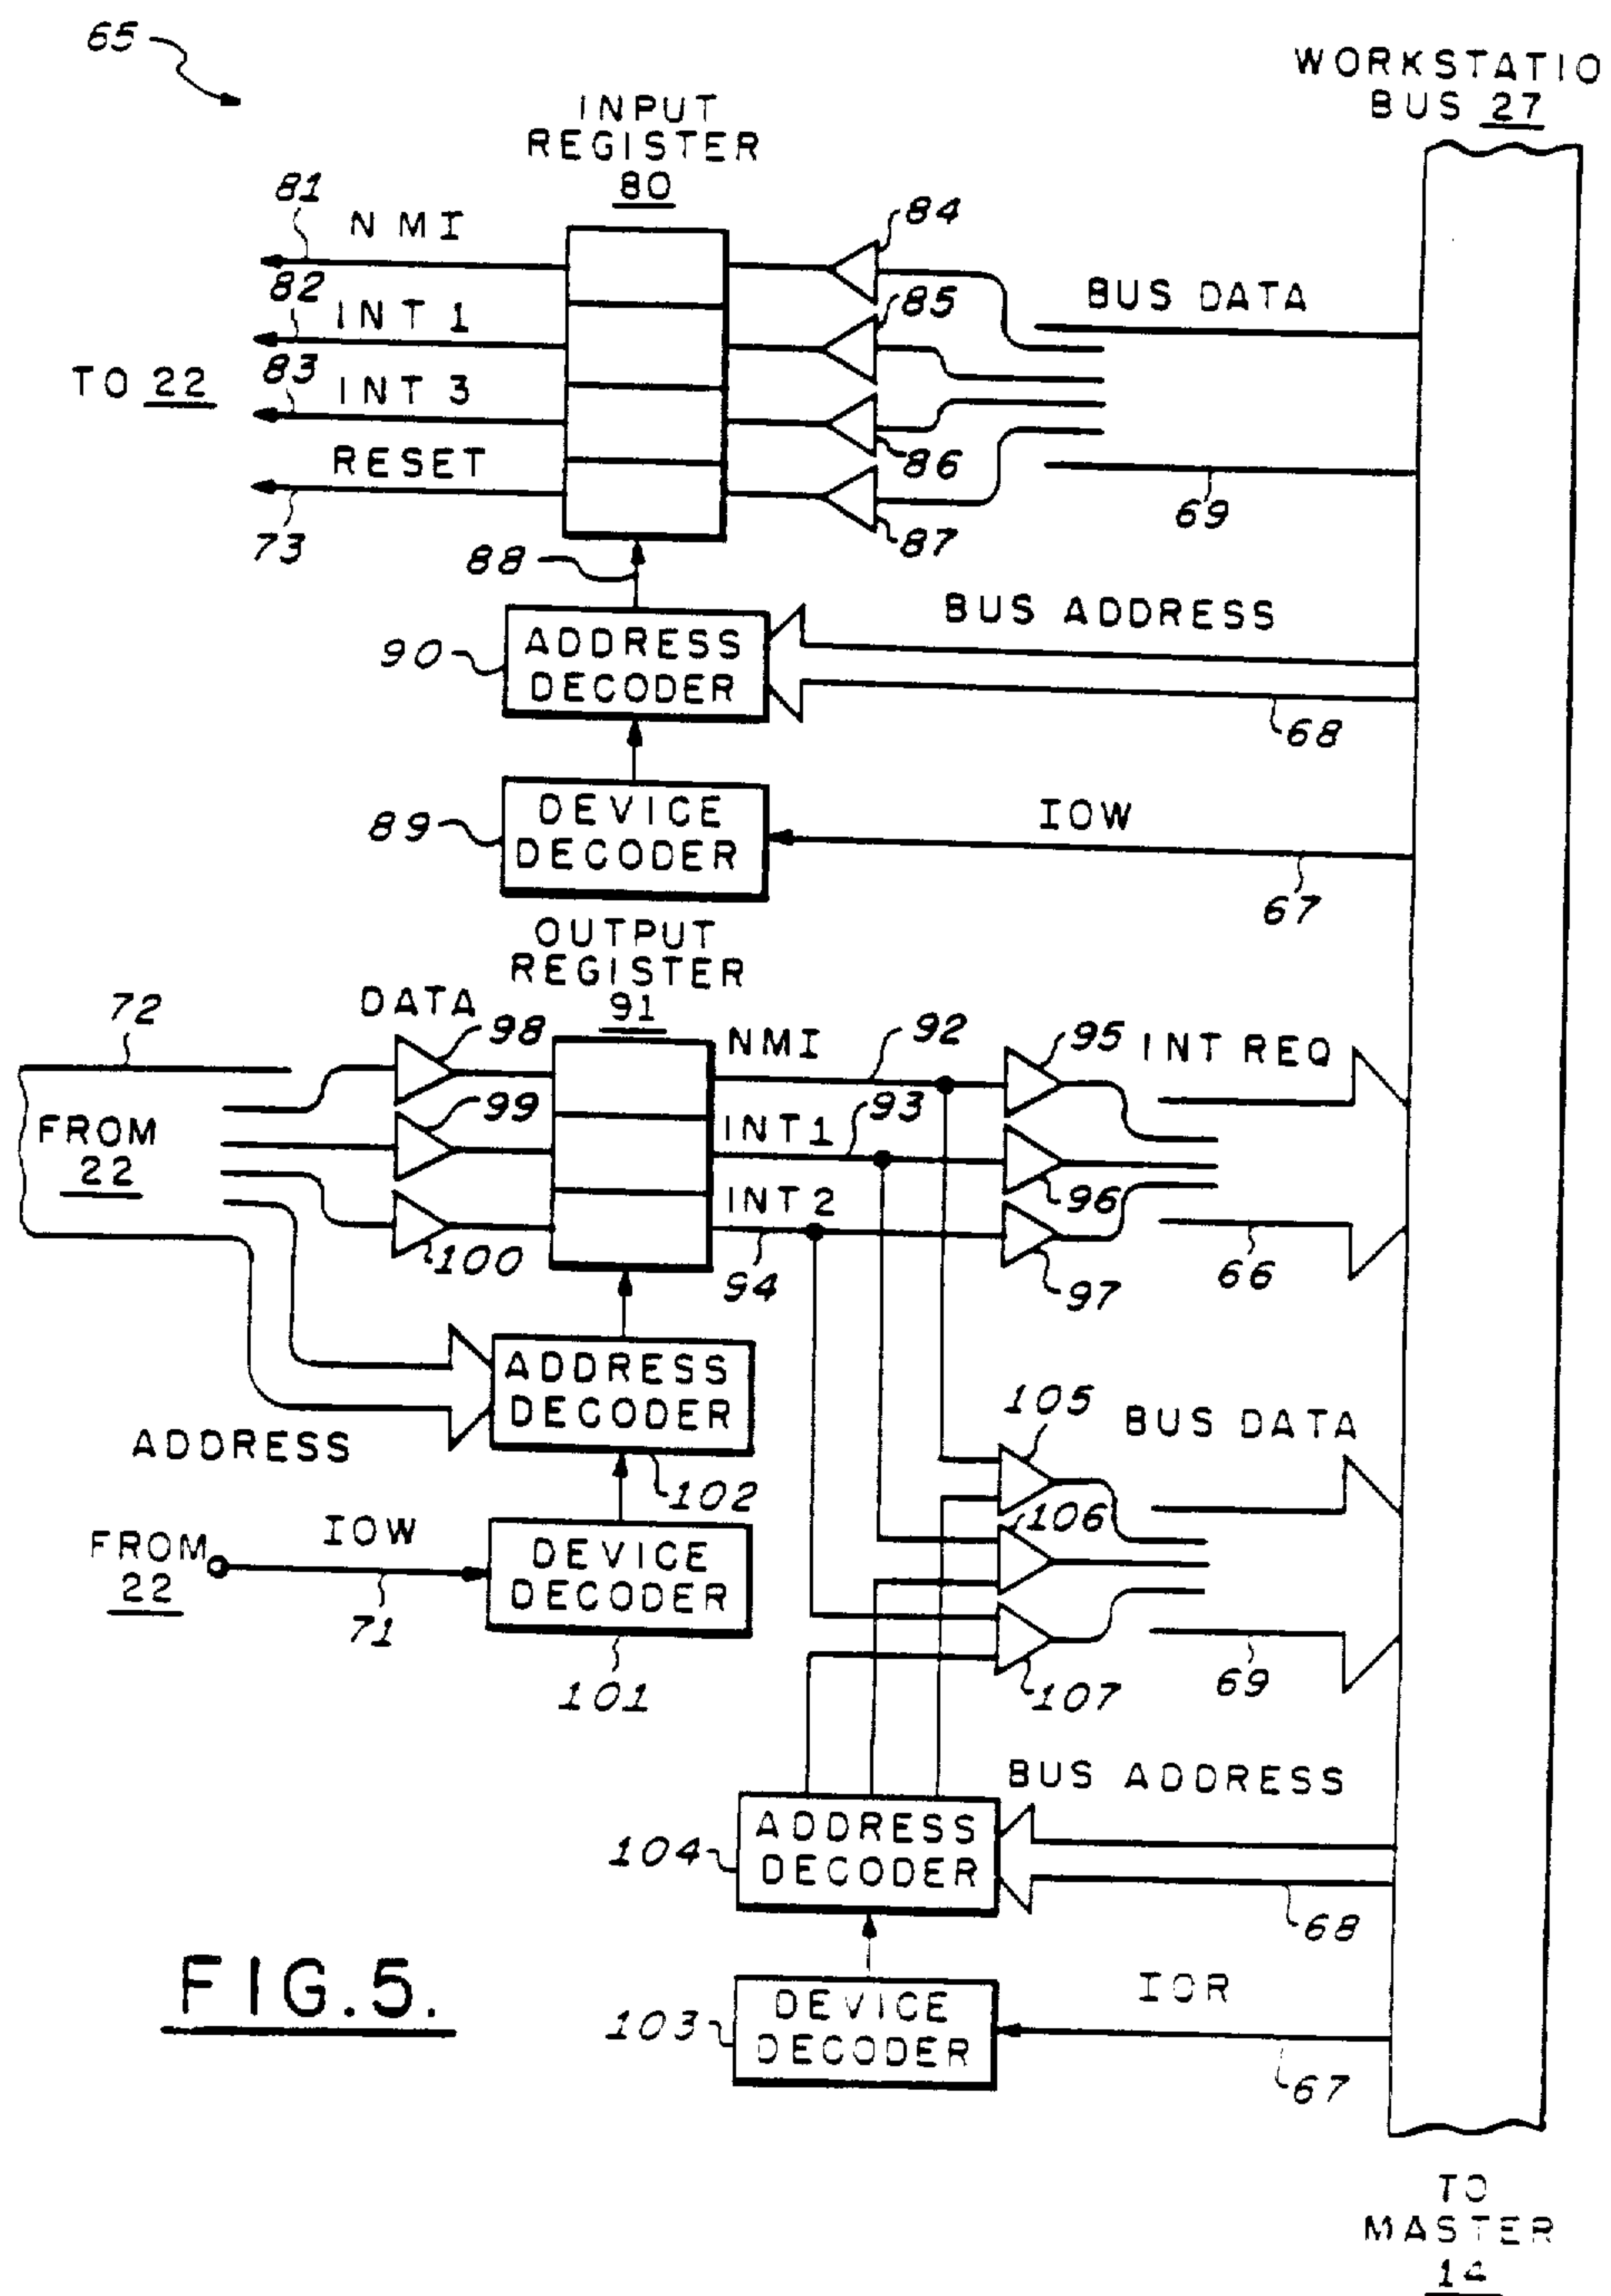 65
WORKSTATIO
BUS 27
INPUT
REGISTER
80
81
NMI
84
82
INT 1
85
BUS DATA
TO 22
83
INT 3
86
RESET
73
87
69
88
BUS ADDRESS
90
ADDRESS
DECODER
68
89
DEVICE
DECODER
IOW
67
OUTPUT
REGISTER
91
72
DATA
98
NMI
92
95
INT REQ
FROM
22
99
INT1
93
96
INT 2
100
94
97
66
ADDRESS
DECODER
ADDRESS
102
105
BUS DATA
106
FROM
22
IOW
71
DEVICE
DECODER
101
107
69
BUS ADDRESS
104
ADDRESS
DECODER
68
FIG.5.
103
DEVICE
DECODER
IOR
67
TO
MASTER
14